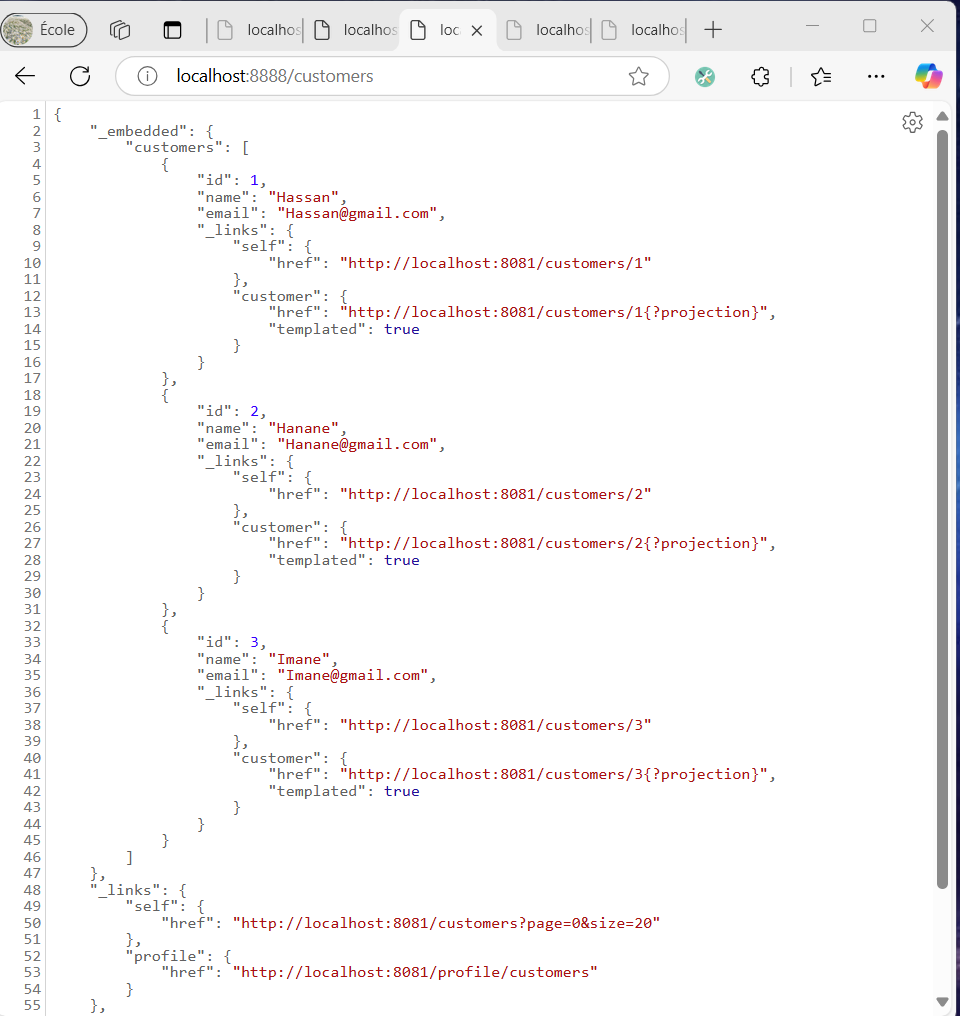 École
localhos
localhos
loc
localhos
localhos
localhost:8888/customers
1 {
2     "_embedded": {
3         "customers": [
4             {
5                 "id": 1,
6                 "name": "Hassan",
7                 "email": "Hassan@gmail.com",
8                 "_links": {
9                     "self": {
10                         "href": "http://localhost:8081/customers/1"
11                     },
12                     "customer": {
13                         "href": "http://localhost:8081/customers/1{?projection}",
14                         "templated": true
15                     }
16                 }
17             },
18             {
19                 "id": 2,
20                 "name": "Hanane",
21                 "email": "Hanane@gmail.com",
22                 "_links": {
23                     "self": {
24                         "href": "http://localhost:8081/customers/2"
25                     },
26                     "customer": {
27                         "href": "http://localhost:8081/customers/2{?projection}",
28                         "templated": true
29                     }
30                 }
31             },
32             {
33                 "id": 3,
34                 "name": "Imane",
35                 "email": "Imane@gmail.com",
36                 "_links": {
37                     "self": {
38                         "href": "http://localhost:8081/customers/3"
39                     },
40                     "customer": {
41                         "href": "http://localhost:8081/customers/3{?projection}",
42                         "templated": true
43                     }
44                 }
45             }
46         ]
47     },
48     "_links": {
49         "self": {
50             "href": "http://localhost:8081/customers?page=0&size=20"
51         },
52         "profile": {
53             "href": "http://localhost:8081/profile/customers"
54         }
55     },